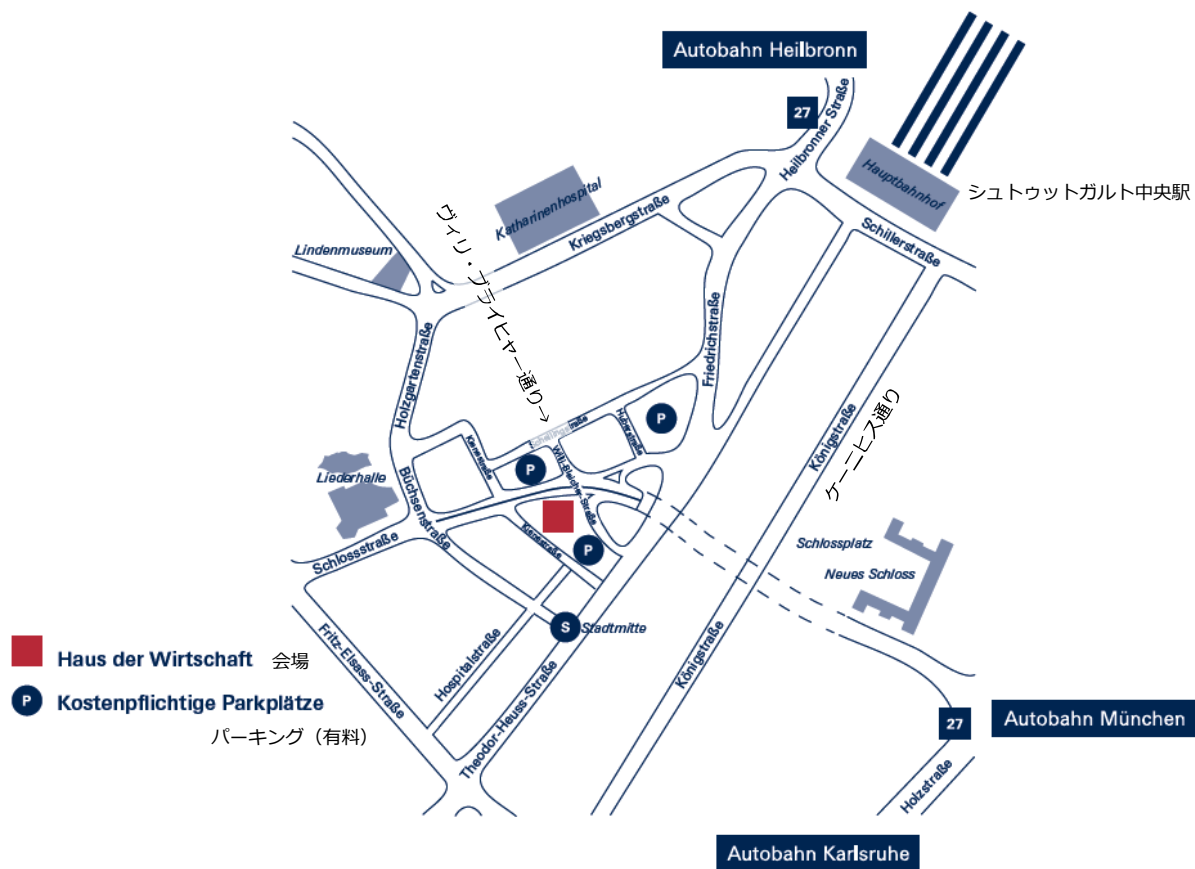 Autobahn Heilbronn
27
Heilbronner Straße
Hauptbahnhof
シュトゥットガルト中央駅
Schillerstraße
Katharinenhospital
Kriegsbergstraße
Lindenmuseum
ヴィリ・ブライヒャー通り→
Holzgartenstraße
Friedrichstraße
Königstraße
ケーニヒス通り
Schellingstraße
Huberstraße
P
Kienestraße
P
Willi-Bleicher-Straße
Liederhalle
Büchsenstraße
Schlossstraße
Kienestraße
P
Schlossplatz
Neues Schloss
S
Stadtmitte
Königstraße
Fritz-Elsass-Straße
Hospitalstraße
Theodor-Heuss-Straße
Haus der Wirtschaft 会場
P Kostenpflichtige Parkplätze
パーキング（有料）
27
Autobahn München
Holzstraße
Autobahn Karlsruhe